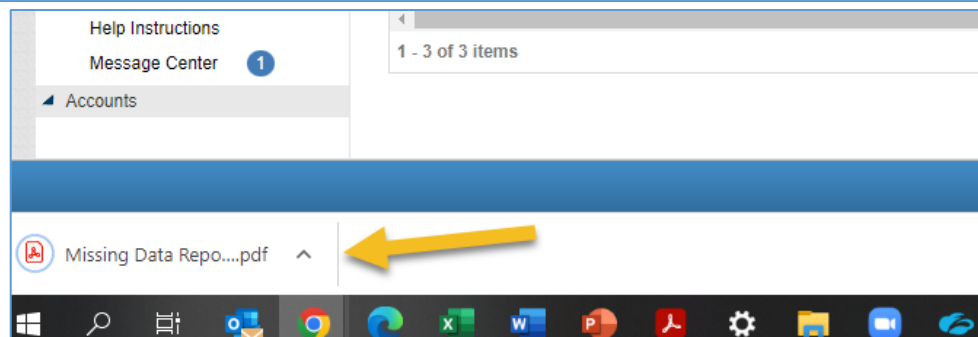 Help Instructions
1 - 3 of 3 items
Message Center 1
Accounts
Missing Data Repo....pdf